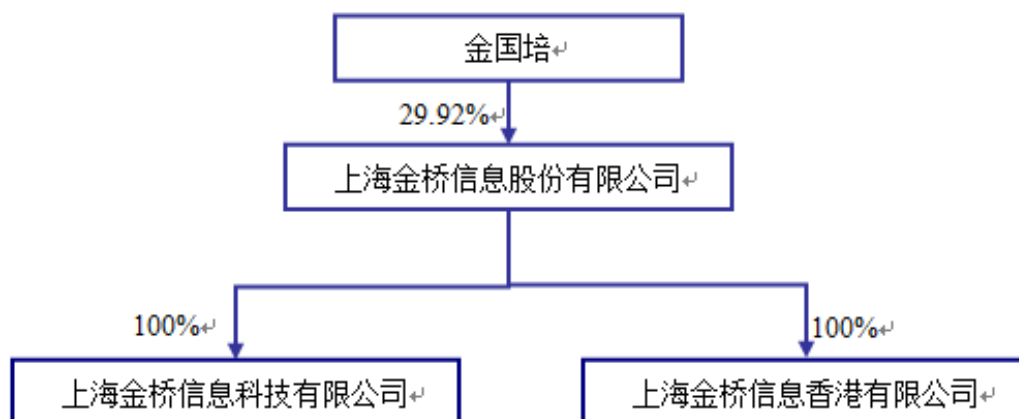 金国培
29.92%
上海金桥信息股份有限公司
100%
100%
上海金桥信息科技有限公司
上海金桥信息香港有限公司